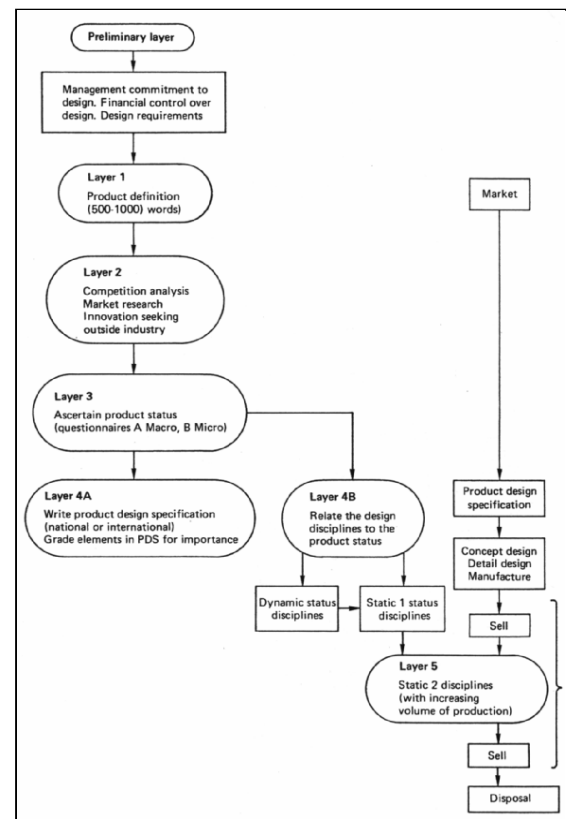 Preliminary layer
Management commitment to
design. Financial control over
design. Design requirements
Layer 1
Product definition
(500-1000) words)
Market
Layer 2
Competition analysis
Market research
Innovation seeking
outside industry
Layer 3
Ascertain product status
(questionnaires A Macro, B Micro)
Layer 4A
Write product design specification
(national or international)
Grade elements in PDS for importance
Layer 4B
Relate the design
disciplines to the
product status
Product design
specification
Concept design
Detail design
Manufacture
Dynamic status
disciplines
Static 1 status
disciplines
Sell
Layer 5
Static 2 disciplines
(with increasing
volume of production)
Sell
Disposal